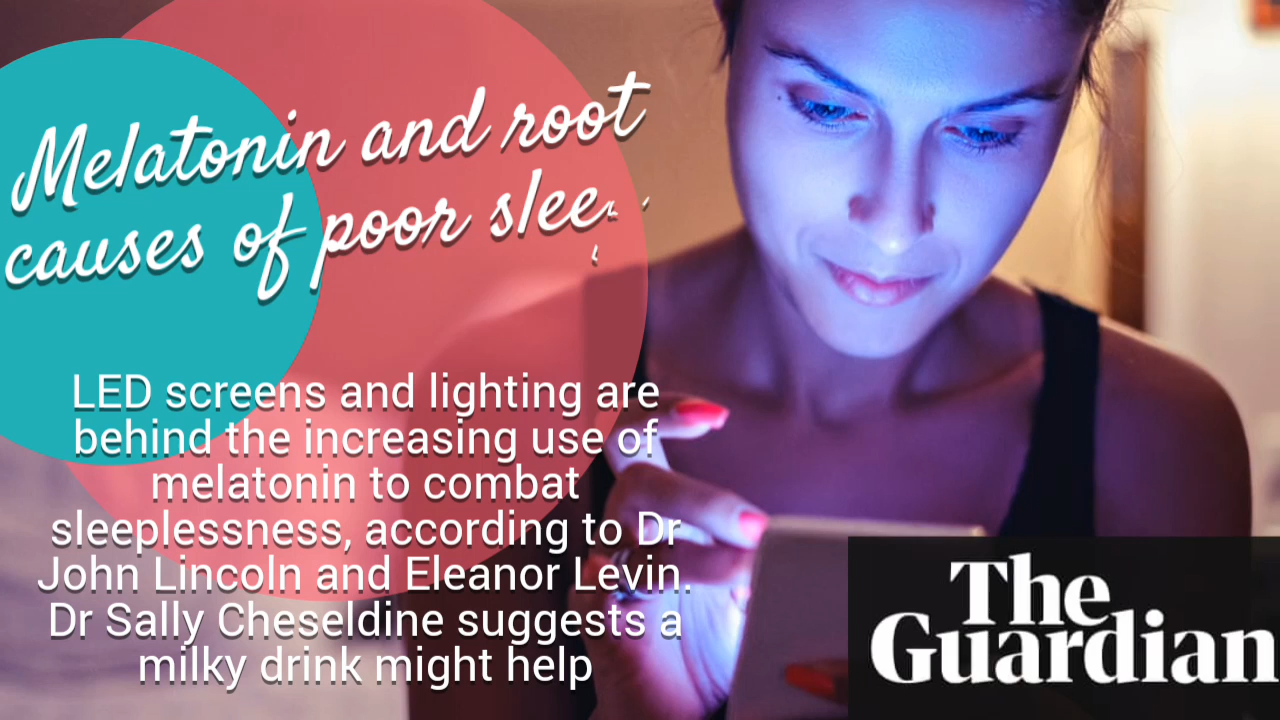 Melatonin and root
causes of poor slee
LED screens and lighting are
behind the increasing use of
melatonin to combat
sleeplessness, according to Dr
John Lincoln and Eleanor Levin.
Dr Sally Cheseldine suggests a
milky drink might help
The
Guardian